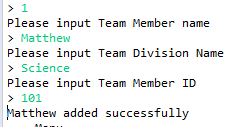 > 1
Please input Team Member name
> Matthew
Please input Team Division Name
> Science
Please input Team Member ID
> 101
Matthew added successfully
Menu